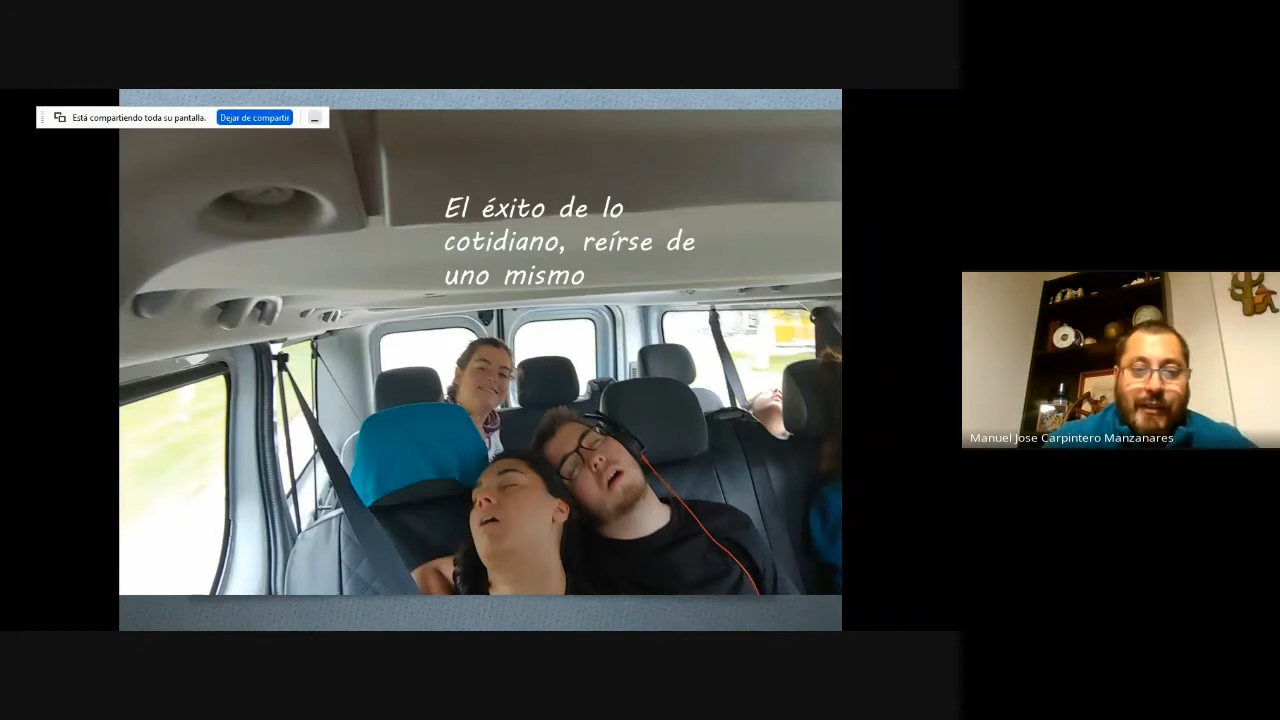 Está compartiendo toda su pantalla.
Dejar de compartir
El éxito de lo
cotidiano, reírse de
uno mismo
Manuel Jose Carpintero Manzanares